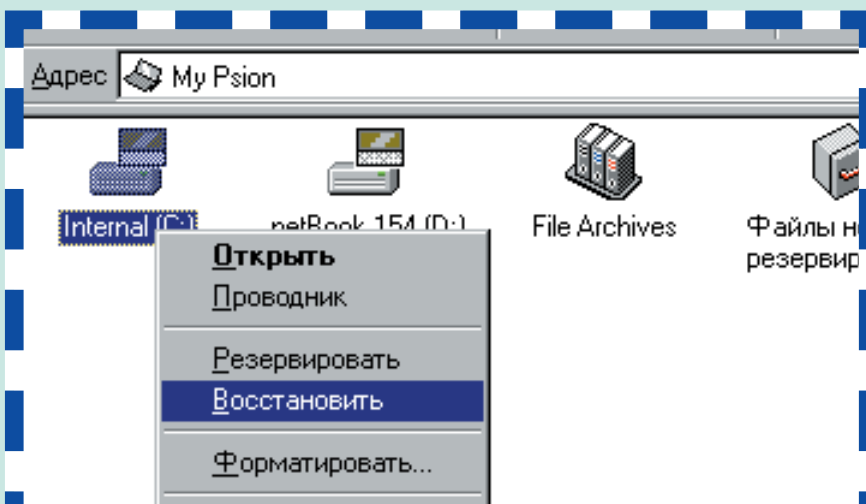 Адрес My Psion
Internal (C:) netBook 154 (D:) File Archives Файлы
резервир
Открыть
Проводник
Резервировать
Восстановить
Форматировать...